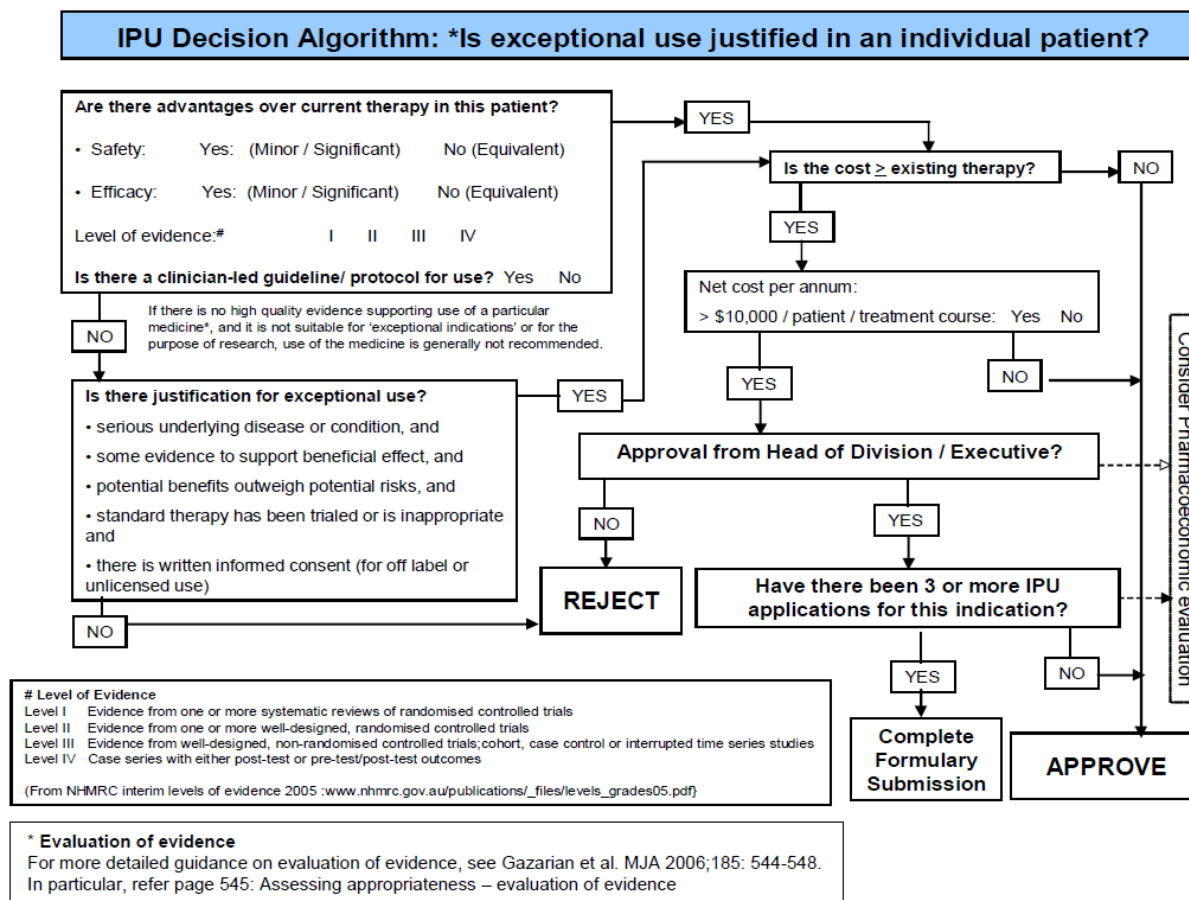 IPU Decision Algorithm: *Is exceptional use justified in an individual patient?
Are there advantages over current therapy in this patient?
• Safety: Yes: (Minor / Significant) No (Equivalent)
• Efficacy: Yes: (Minor / Significant) No (Equivalent)
Level of evidence:# I II III IV
Is there a clinician-led guideline/ protocol for use? Yes No
YES
Is the cost ≥ existing therapy?
NO
YES
Net cost per annum:
> $10,000 / patient / treatment course: Yes No
NO
If there is no high quality evidence supporting use of a particular
medicine*, and it is not suitable for ‘exceptional indications’ or for the
purpose of research, use of the medicine is generally not recommended.
YES
NO
Is there justification for exceptional use?
• serious underlying disease or condition, and
• some evidence to support beneficial effect, and
• potential benefits outweigh potential risks, and
• standard therapy has been trialed or is inappropriate
and
• there is written informed consent (for off label or
unlicensed use)
YES
NO
Approval from Head of Division / Executive?
NO
YES
REJECT
Have there been 3 or more IPU
applications for this indication?
YES
NO
Consider Pharmacoeconomic evaluation
Complete
Formulary
Submission
APPROVE
# Level of Evidence
Level I Evidence from one or more systematic reviews of randomised controlled trials
Level II Evidence from one or more well-designed, randomised controlled trials
Level III Evidence from well-designed, non-randomised controlled trials;cohort, case control or interrupted time series studies
Level IV Case series with either post-test or pre-test/post-test outcomes
(From NHMRC interim levels of evidence 2005 :www.nhmrc.gov.au/publications/_files/levels_grades05.pdf}
* Evaluation of evidence
For more detailed guidance on evaluation of evidence, see Gazarian et al. MJA 2006;185: 544-548.
In particular, refer page 545: Assessing appropriateness – evaluation of evidence